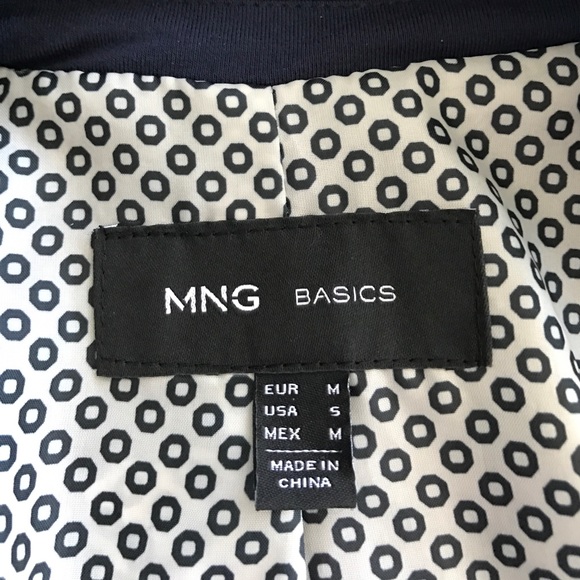 MNG BASICS
EUR M
USA S
MEX M
MADE IN
CHINA